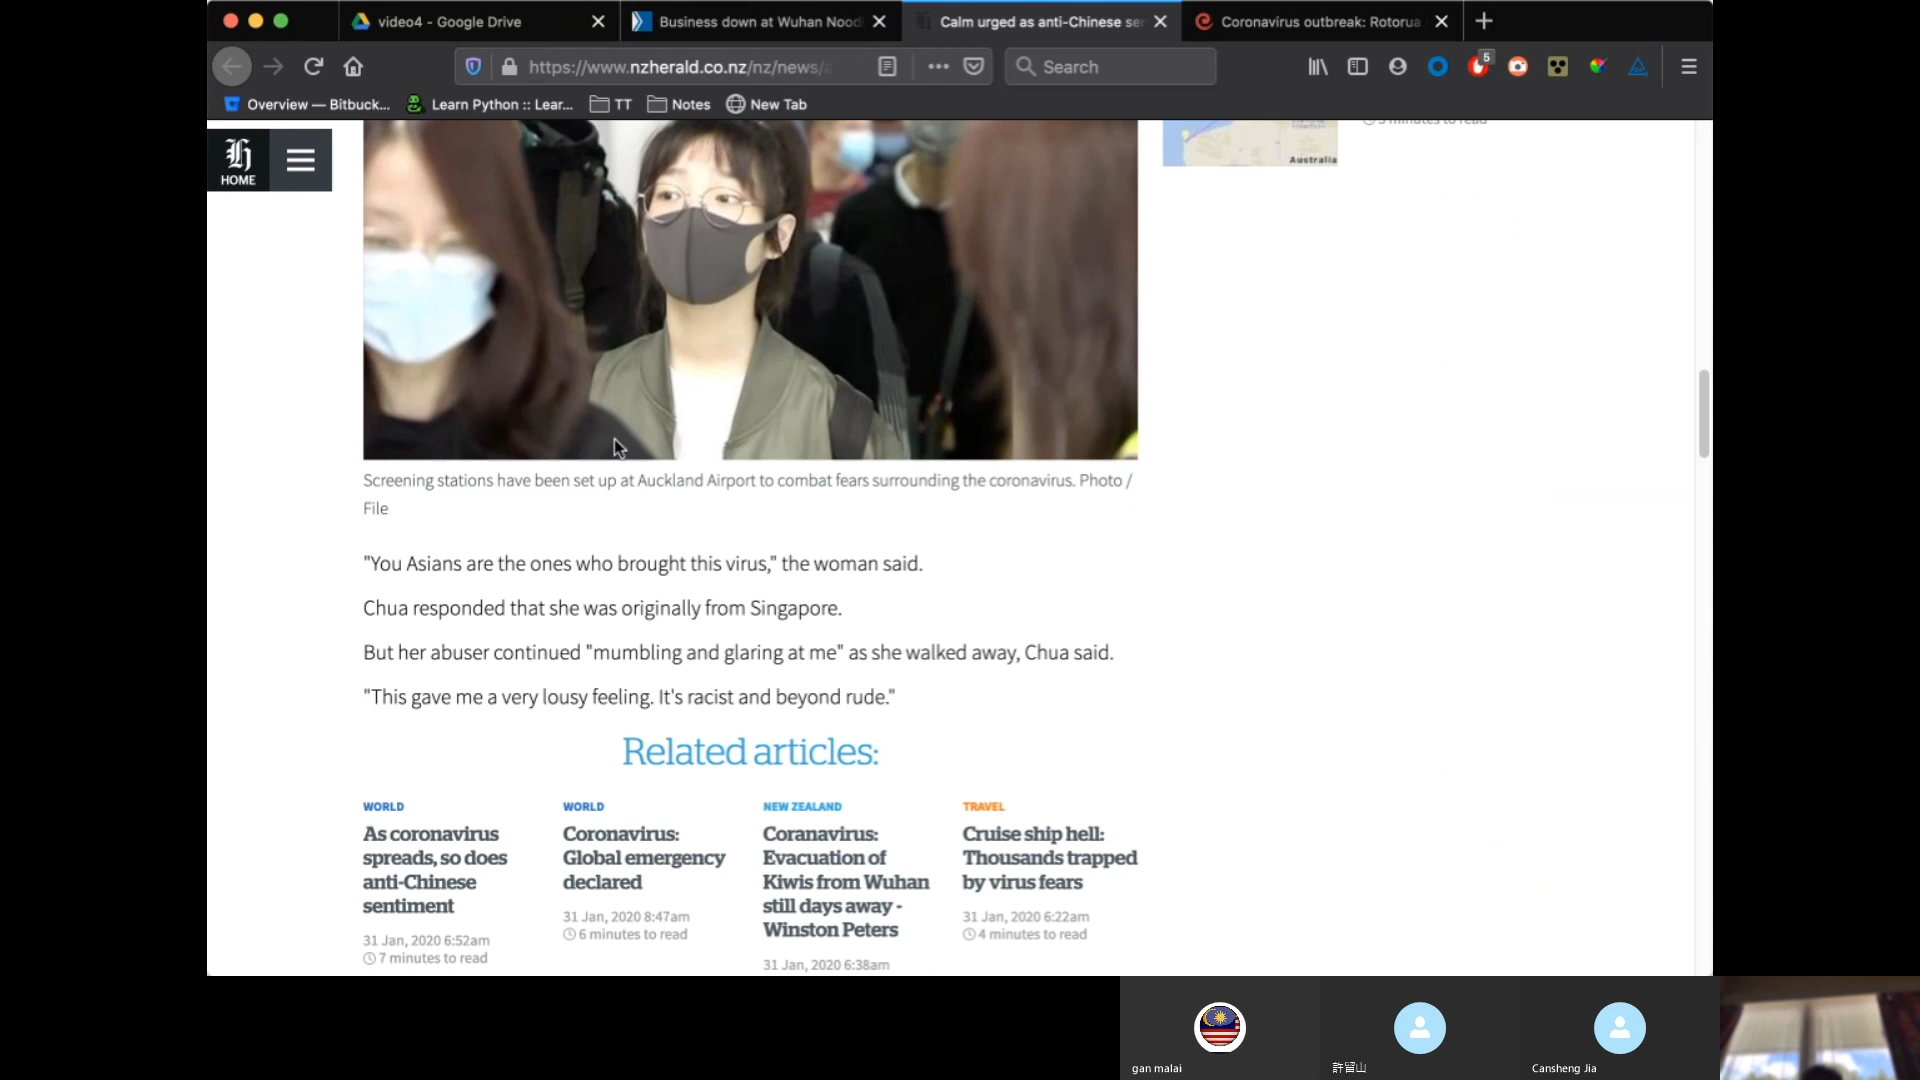 video4 - Google Drive
Business down at Wuhan Nood
Calm urged as anti-Chinese se
Coronavirus outbreak: Rotorua
https://www.nzherald.co.nz/nz/news/
Search
5
Overview — Bitbuck...
Learn Python :: Lear...
TT
Notes
New Tab
HOME
5 minutes to read
Australia
Screening stations have been set up at Auckland Airport to combat fears surrounding the coronavirus. Photo /
File
"You Asians are the ones who brought this virus," the woman said.
Chua responded that she was originally from Singapore.
But her abuser continued "mumbling and glaring at me" as she walked away, Chua said.
"This gave me a very lousy feeling. It's racist and beyond rude."
Related articles:
WORLD
As coronavirus
spreads, so does
anti-Chinese
sentiment
31 Jan, 2020 6:52am
7 minutes to read
WORLD
Coronavirus:
Global emergency
declared
31 Jan, 2020 8:47am
6 minutes to read
NEW ZEALAND
Coranavirus:
Evacuation of
Kiwis from Wuhan
still days away -
Winston Peters
31 Jan, 2020 6:38am
TRAVEL
Cruise ship hell:
Thousands trapped
by virus fears
31 Jan, 2020 6:22am
4 minutes to read
gan malai
許留山
Cansheng Jia